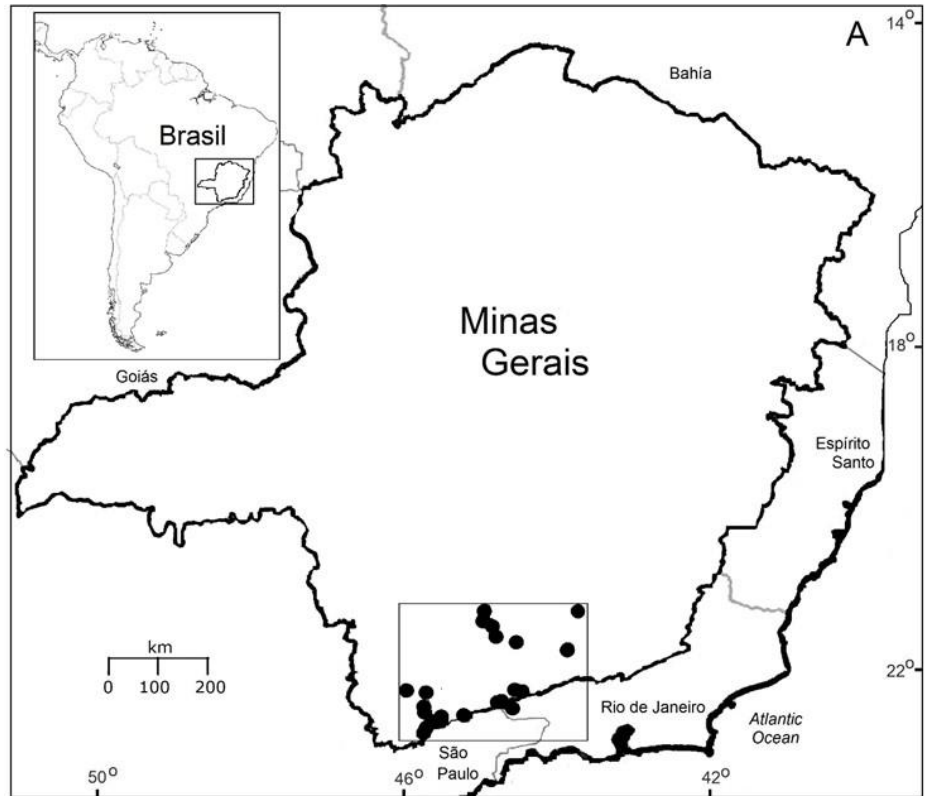 14°
A
Bahía
Brasil
Minas
Gerais
18°
Goiás
Espírito
Santo
km
0 100 200
22°
Rio de Janeiro
Atlantic
Ocean
São
Paulo
50°
46°
42°